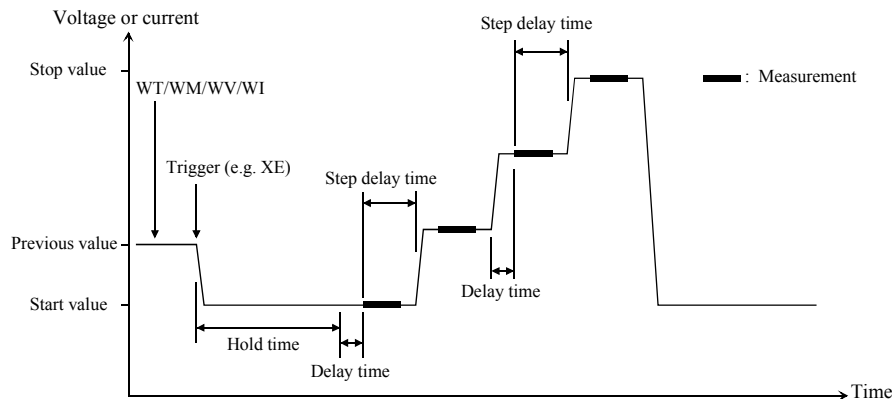 Voltage or current
Step delay time
Stop value
: Measurement
WT/WM/WV/WI
Trigger (e.g. XE)
Step delay time
Previous value
Delay time
Start value
Hold time
Delay time
Time